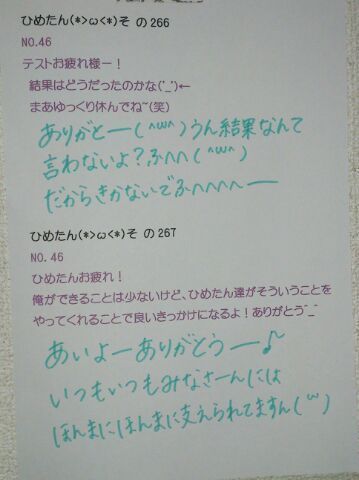 ひめたん(*>ω<*)そ の266
NO.46
テストお疲れ様ー！
結果はどうだったのかな('_')←
まあゆっくり休んでね~(笑)
ありがとー(^ω^)うん結果なんて
言わないよ？ふへへ(^ω^)
だからきかないでふへへへへー
ひめたん(*>ω<*)そ の267
NO.46
ひめたんお疲れ！
俺ができることは少ないけど、ひめたん達がそういうことを
やってくれることで良いきっかけになるよ！ありがとう^_^
あいよーありがとうー♪
いつもいつもみなさーんには
ほんまにほんまに支えられてますん(^ω^)